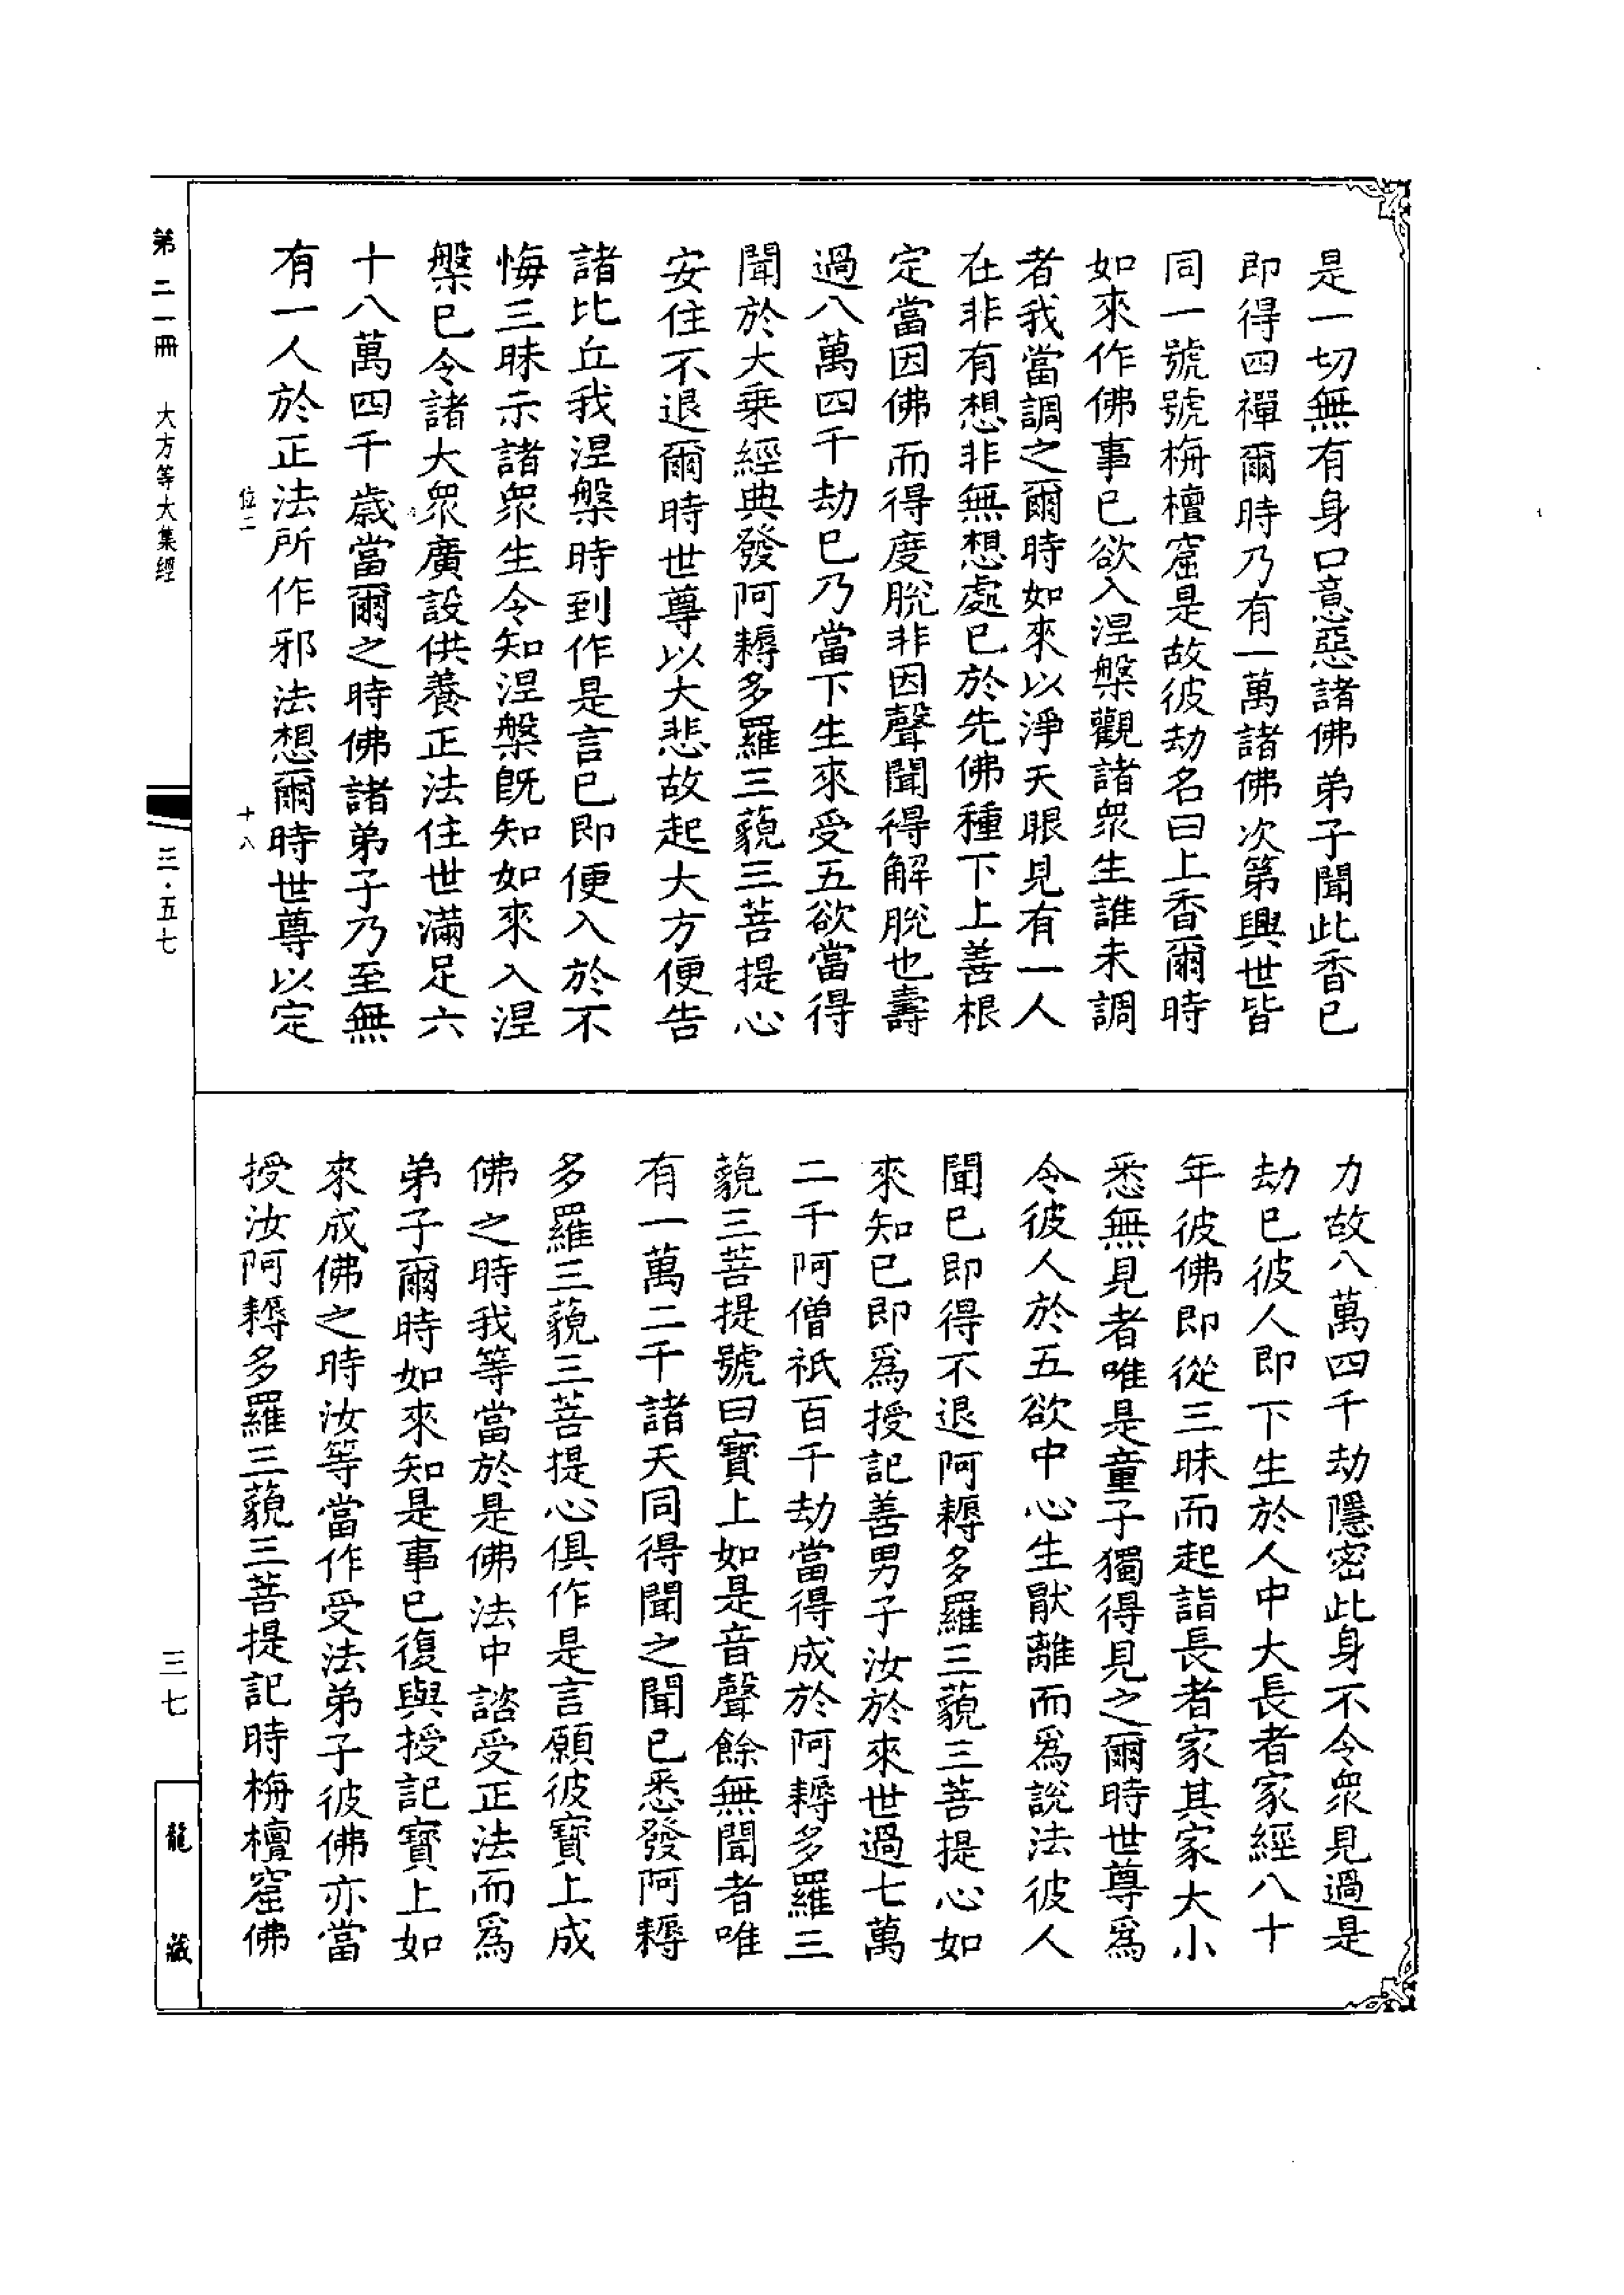 是一切無有身口意惡諸佛弟子聞此香已
即得四禪爾時乃有一萬諸佛次第興世皆
同一號號栴檀窟是故彼劫名曰上香爾時
如來作佛事已欲入涅槃觀諸衆生誰未調
者我當調之爾時如來以淨天眼見有一人
在非有想非無想處已於先佛種下上善根
定當因佛而得度脫非因聲聞得解脫也壽
過八萬四千劫已乃當下生來受五欲當得
聞於大乗經典發阿耨多羅三藐三菩提心
安住不退爾時世尊以大悲故起大方便告
諸比丘我涅槃時到作是言已即便入於不
悔三昧示諸衆生令知涅槃旣知如來入涅
槃已令諸大衆廣設供養正法住世滿足六
十八萬四千歲當爾之時佛諸弟子乃至無
有一人於正法所作邪法想爾時世尊以定
位二 十八
力故八萬四千劫隱密此身不令衆見過是
劫已彼人即下生於人中大長者家經八十
年彼佛即從三昧而起詣長者家其家大小
悉無見者唯是童子獨得見之爾時世尊爲
令彼人於五欲中心生猒離而爲說法彼人
聞已即得不退阿耨多羅三藐三菩提心如
來知已即爲授記善男子汝於來世過七萬
二千阿僧祇百千劫當得成於阿耨多羅三
藐三菩提號曰寶上如是音聲餘無聞者唯
有一萬二千諸天同得聞之聞已悉發阿耨
多羅三藐三菩提心俱作是言願彼寶上成
佛之時我等當於是佛法中諮受正法而爲
弟子爾時如來知是事已復與授記寶上如
來成佛之時汝等當作受法弟子彼佛亦當
授汝阿耨多羅三藐三菩提記時栴檀窟佛
第二一冊 大方等大集經
三·五七
三七
龍藏